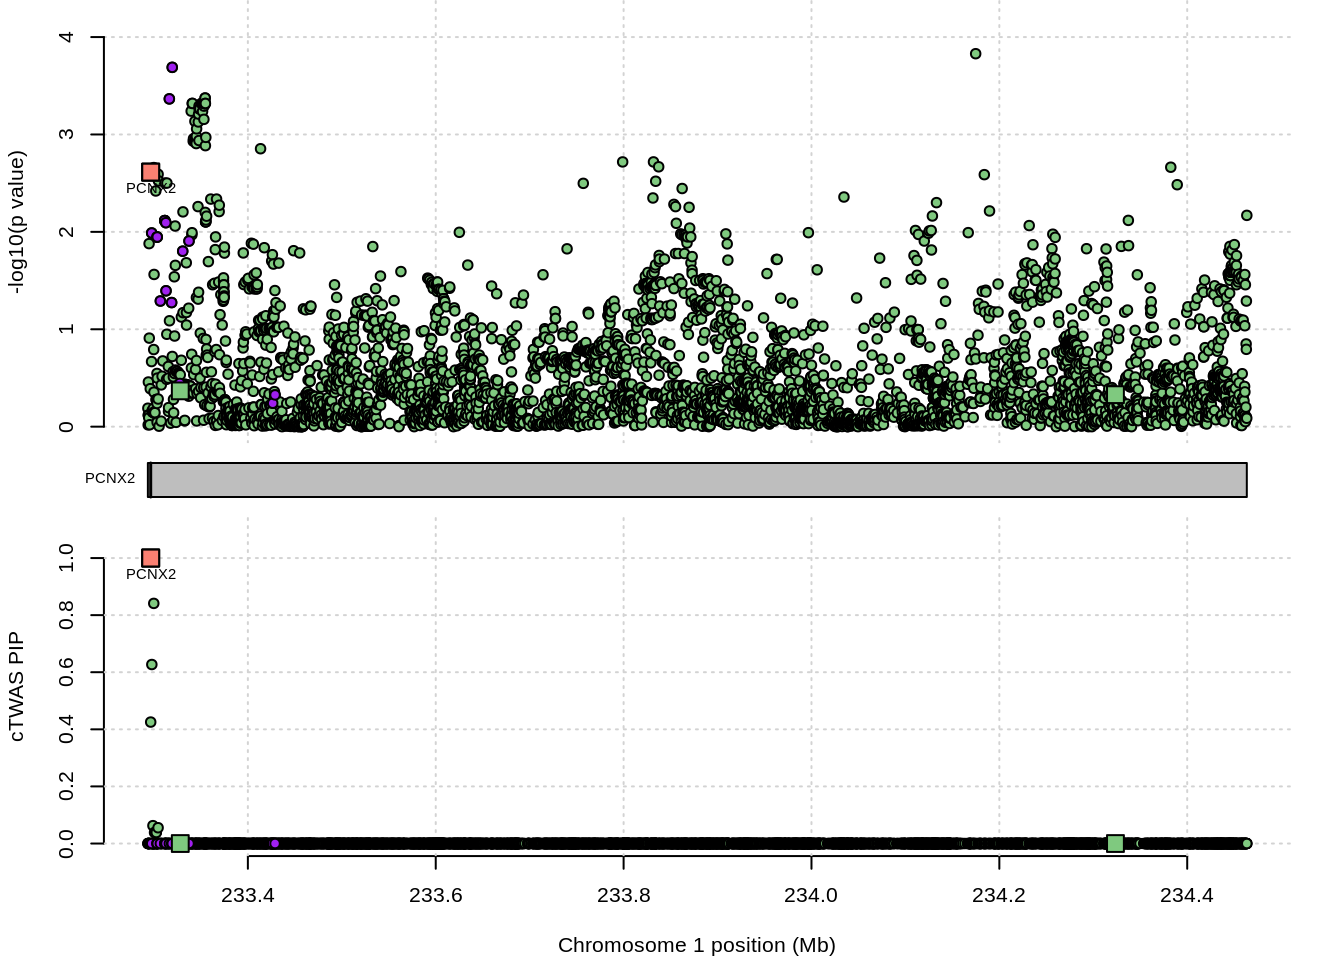 4
3
2
1
0
-log10(p value)
PCNX2
PCNX2
1.0
0.8
0.6
0.4
0.2
0.0
cTWAS PIP
PCNX2
233.4 233.6 233.8 234.0 234.2 234.4
Chromosome 1 position (Mb)